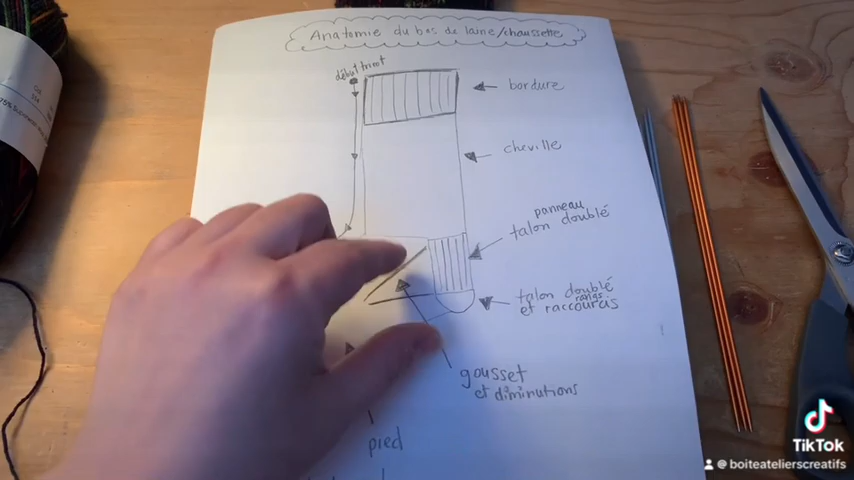 Anatomie du bas de laine/chaussette
début tricot
bordure
cheville
panneau
talon doublé
talon doublé
rangs
et raccourcis
gousset
et diminutions
pied
TikTok
@boiteatelierscreatifs